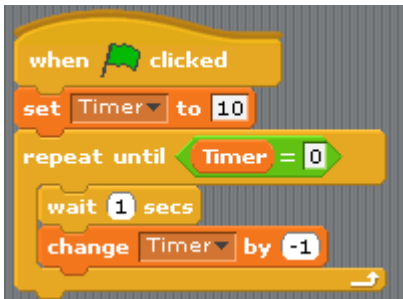 when clicked
set Timer to 10
repeat until Timer = 0
wait 1 secs
change Timer by -1